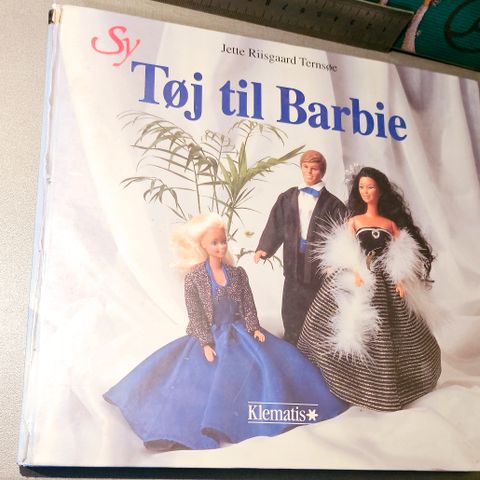 Jette Riisgaard Ternsøe
Sy
Tøj til Barbie
Klematis